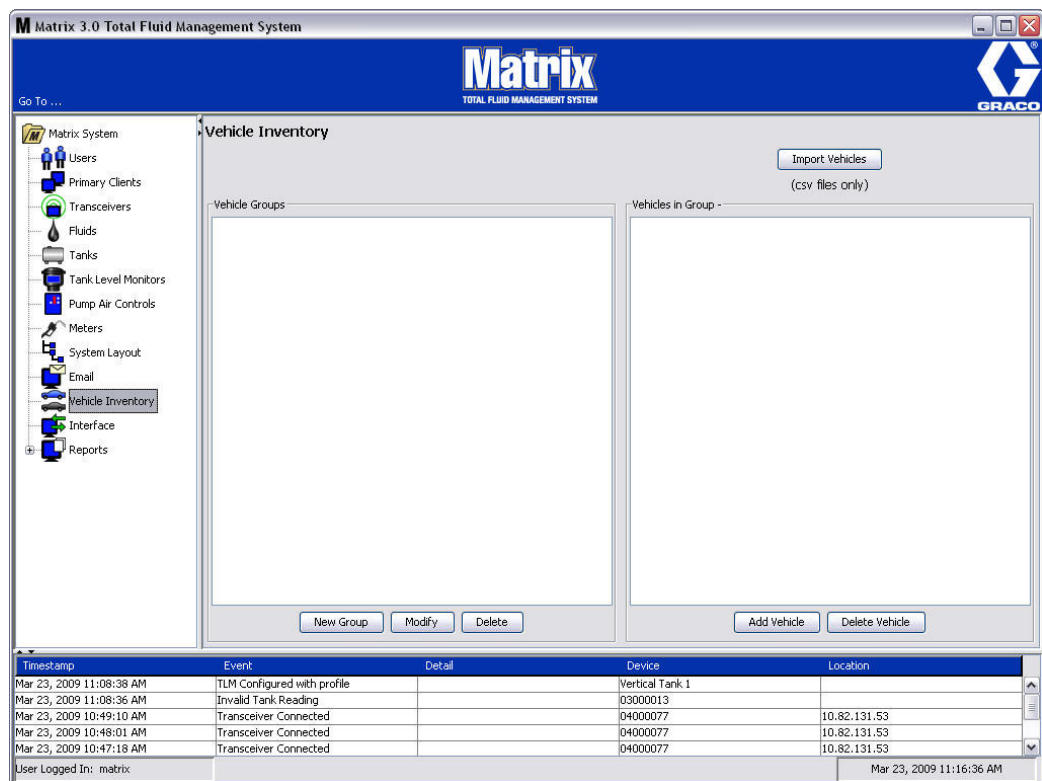 M Matrix 3.0 Total Fluid Management System
Matrix
TOTAL FLUID MANAGEMENT SYSTEM
GRACO
Go To ...
Matrix System
Users
Primary Clients
Transceivers
Fluids
Tanks
Tank Level Monitors
Pump Air Controls
Meters
System Layout
Email
Vehicle Inventory
Interface
Reports
Vehicle Inventory
Import Vehicles
(csv files only)
Vehicle Groups
Vehicles in Group -
New Group Modify Delete
Add Vehicle Delete Vehicle
Timestamp Event Detail Device Location
Mar 23, 2009 11:08:38 AM TLM Configured with profile Vertical Tank 1
Mar 23, 2009 11:08:36 AM Invalid Tank Reading 03000013
Mar 23, 2009 10:49:10 AM Transceiver Connected 04000077 10.82.131.53
Mar 23, 2009 10:48:01 AM Transceiver Connected 04000077 10.82.131.53
Mar 23, 2009 10:47:18 AM Transceiver Connected 04000077 10.82.131.53
User Logged In: matrix Mar 23, 2009 11:16:36 AM